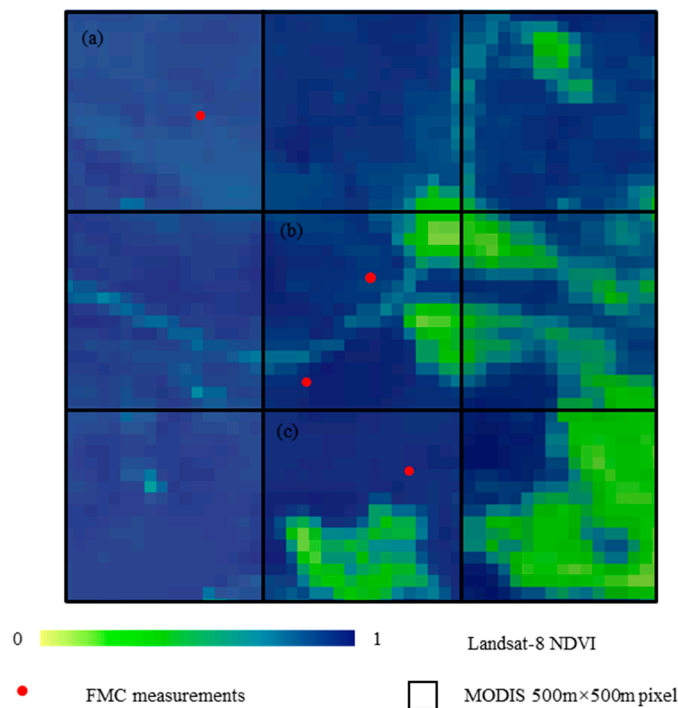 (a)
(b)
(c)
0 1 Landsat-8 NDVI
FMC measurements MODIS 500m×500m pixel